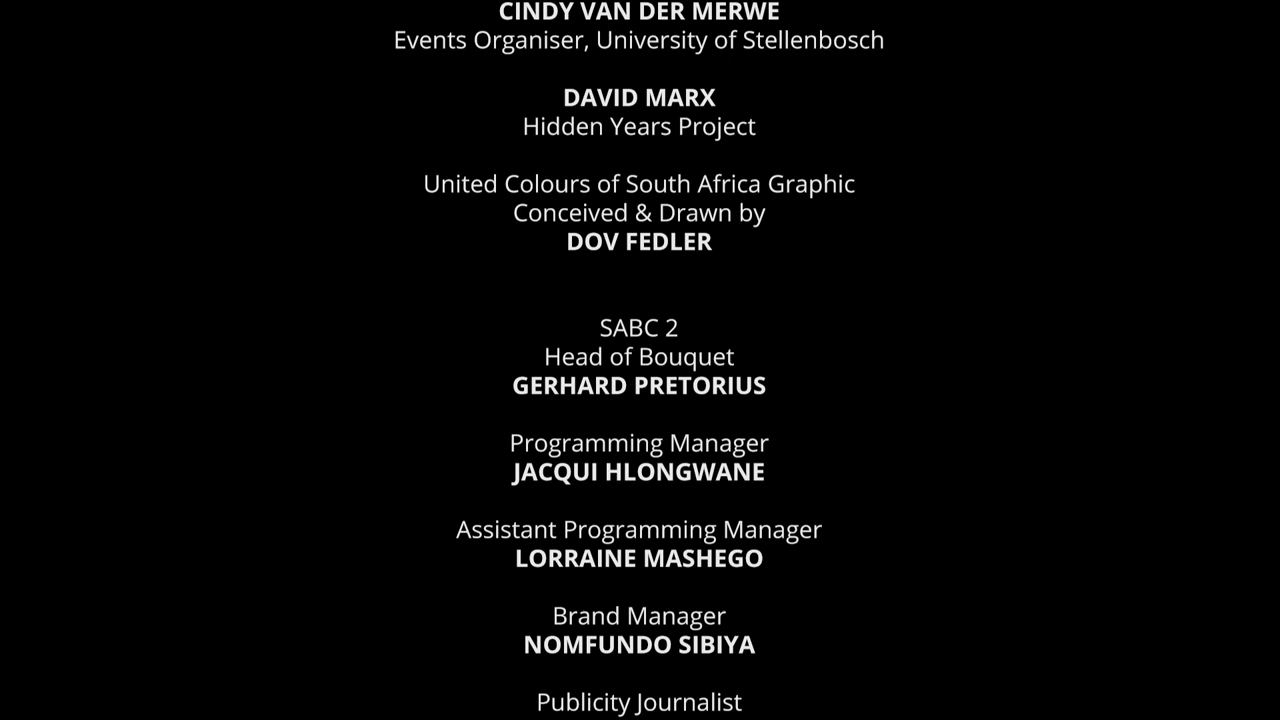 CINDY VAN DER MERWE
Events Organiser, University of Stellenbosch
DAVID MARX
Hidden Years Project
United Colours of South Africa Graphic
Conceived & Drawn by
DOV FEDLER
SABC 2
Head of Bouquet
GERHARD PRETORIUS
Programming Manager
JACQUI HLONGWANE
Assistant Programming Manager
LORRAINE MASHEGO
Brand Manager
NOMFUNDO SIBIYA
Publicity Journalist